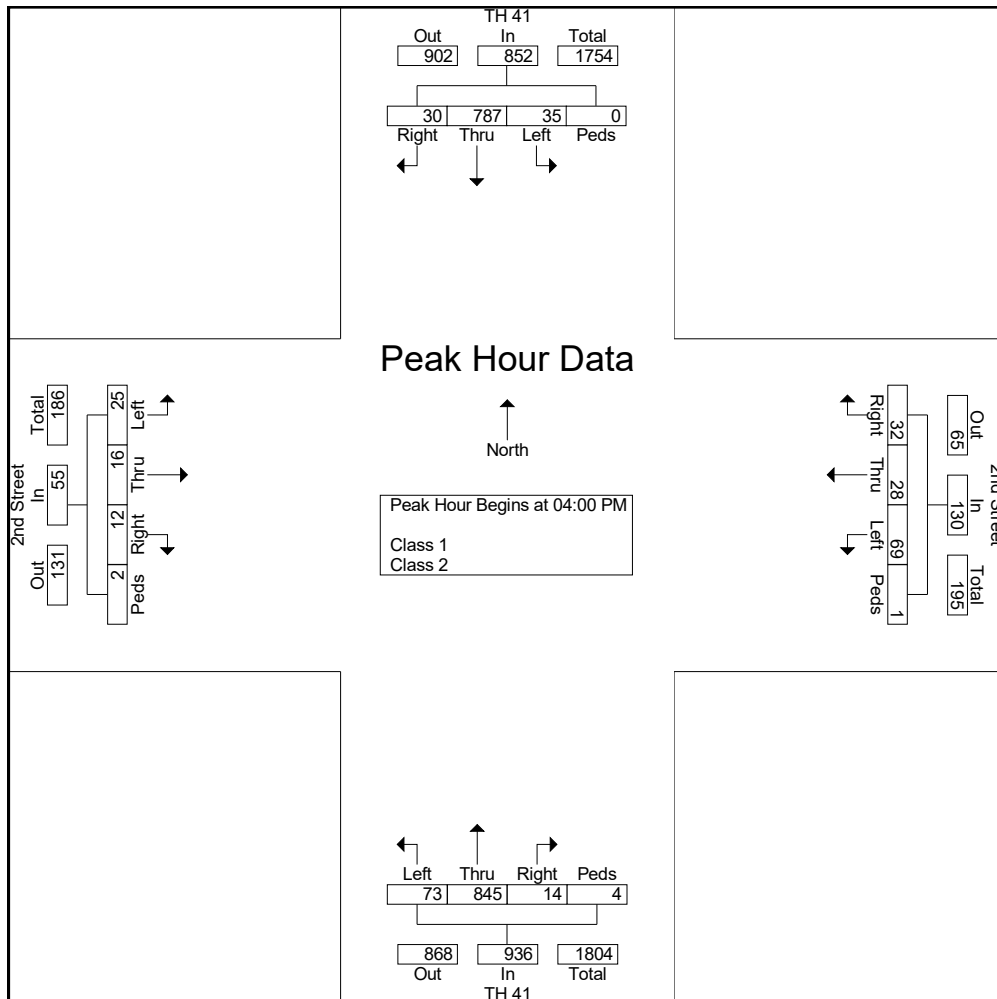 TH 41
Out In Total
902 852 1754
30 787 35 0
Right Thru Left Peds
Peak Hour Data
North
Peak Hour Begins at 04:00 PM
Class 1
Class 2
2nd Street
Total In Out
186 55 131
25 16 12 2
Left Thru Right Peds
Right Thru Left Peds
32 28 69 1
Out In Total
65 130 195
2nd Street
Left Thru Right Peds
73 845 14 4
868 936 1804
Out In Total
TH 41